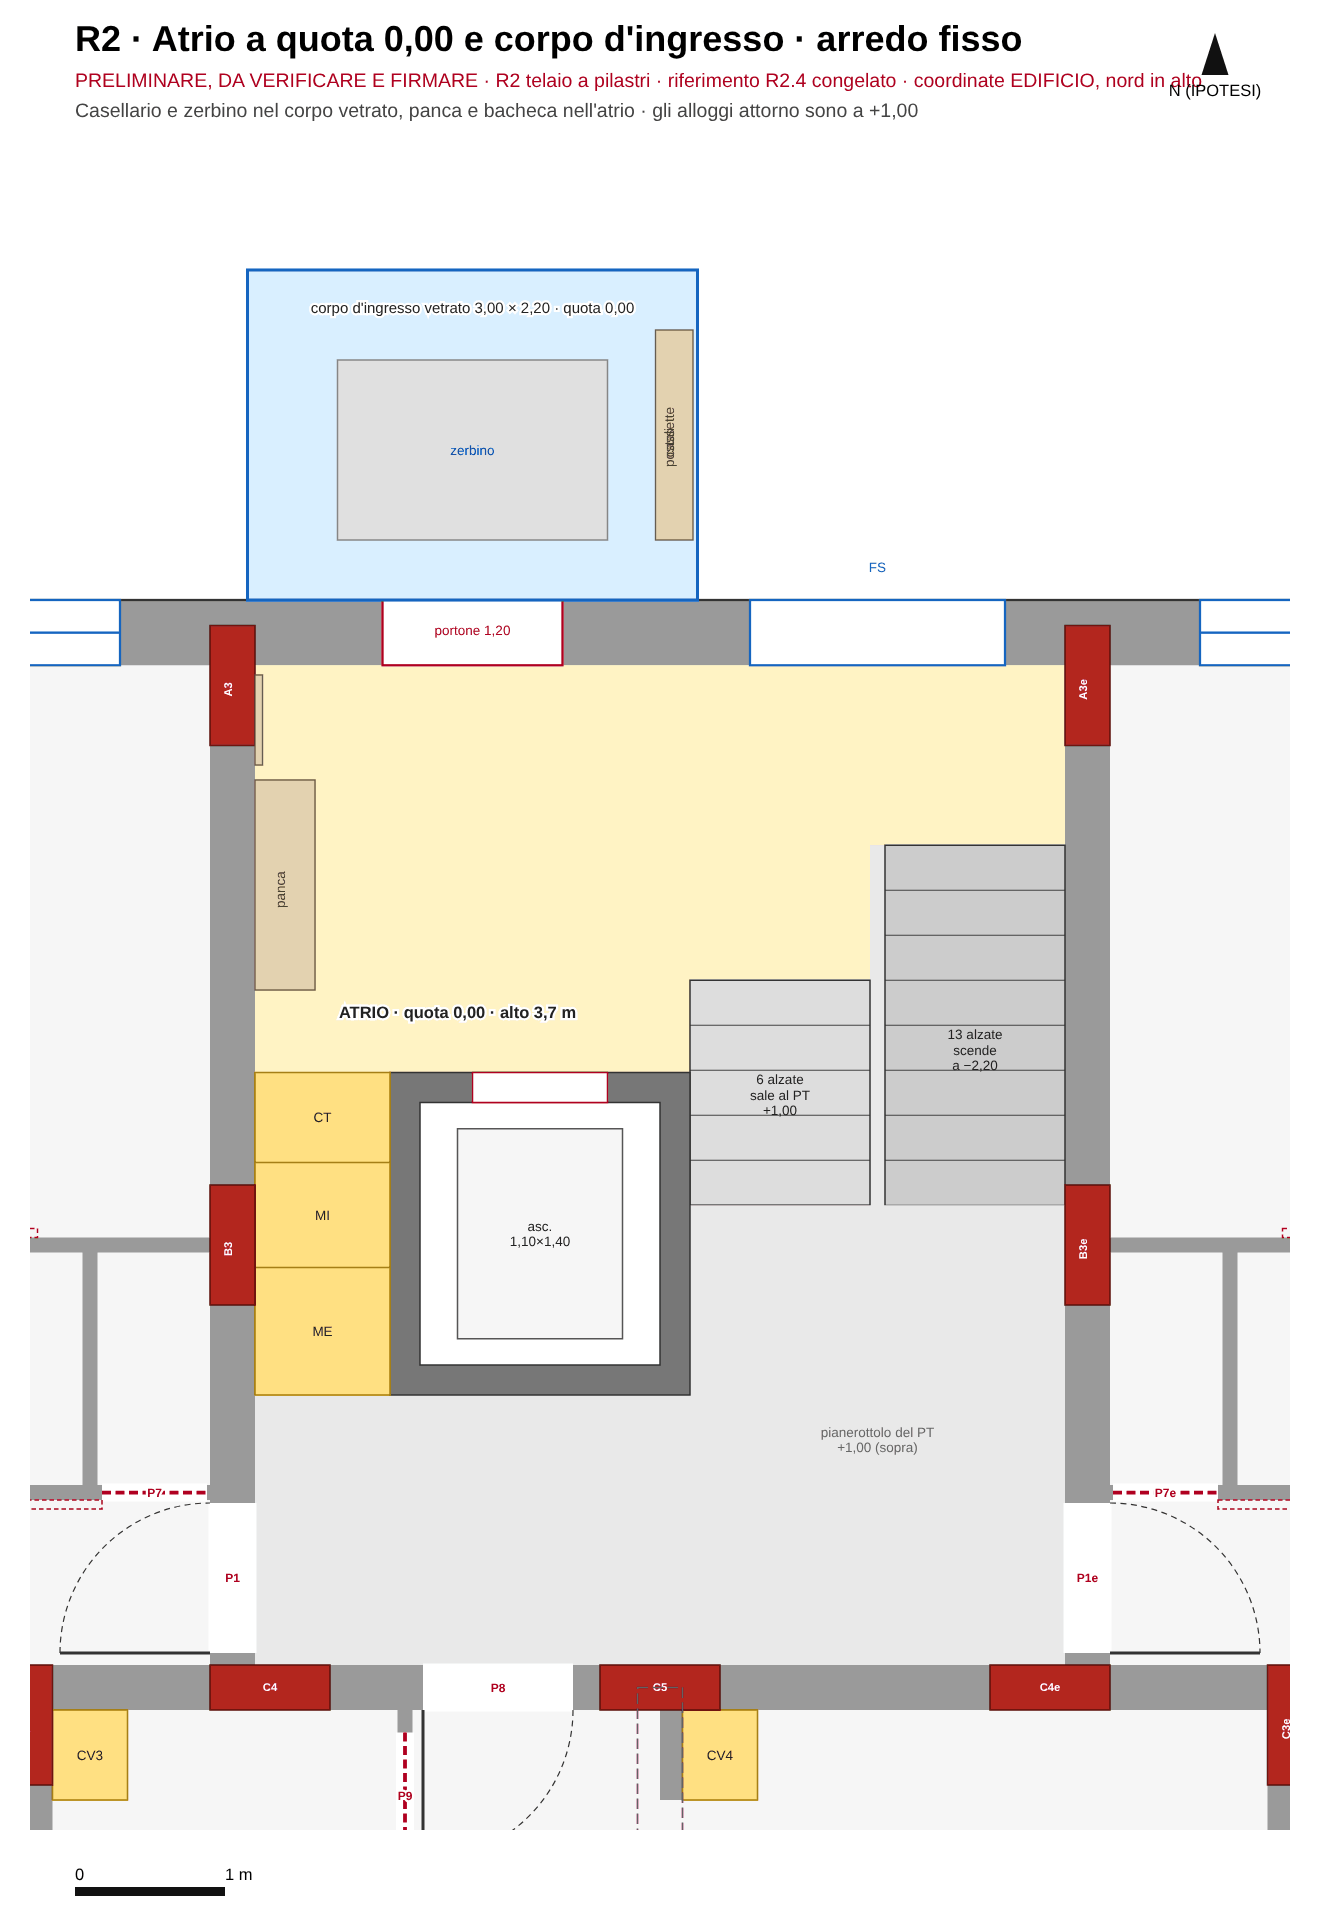 R2 · Atrio a quota 0,00 e corpo d'ingresso · arredo fisso
PRELIMINARE, DA VERIFICARE E FIRMARE · R2 telaio a pilastri · riferimento R2.4 congelato · coordinate EDIFICIO, nord in alto
N (IPOTESI)
Casellario e zerbino nel corpo vetrato, panca e bacheca nell'atrio · gli alloggi attorno sono a +1,00
corpo d'ingresso vetrato 3,00 × 2,20 · quota 0,00
zerbino
FS
portone 1,20
A3
A3e
panca
ATRIO · quota 0,00 · alto 3,7 m
13 alzate
scende
a −2,20
6 alzate
sale al PT
+1,00
CT
MI
ME
asc.
1,10×1,40
B3
B3e
pianerottolo del PT
+1,00 (sopra)
P7
P7e
P1
P1e
C4
P8
C5
C4e
C3e
CV3
CV4
P9
0
1 m